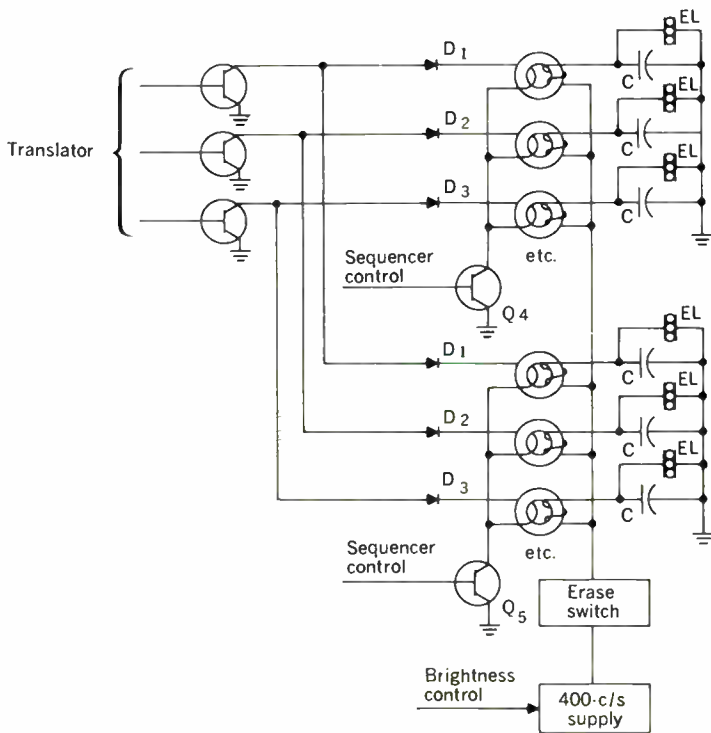 EL
D1
C
EL
D2
C
EL
Translator
D3
C
Sequencer
control
etc.
Q4
EL
D1
C
EL
D2
C
EL
D3
C
Sequencer
control
etc.
Q5
Erase
switch
Brightness
control
400-c/s
supply